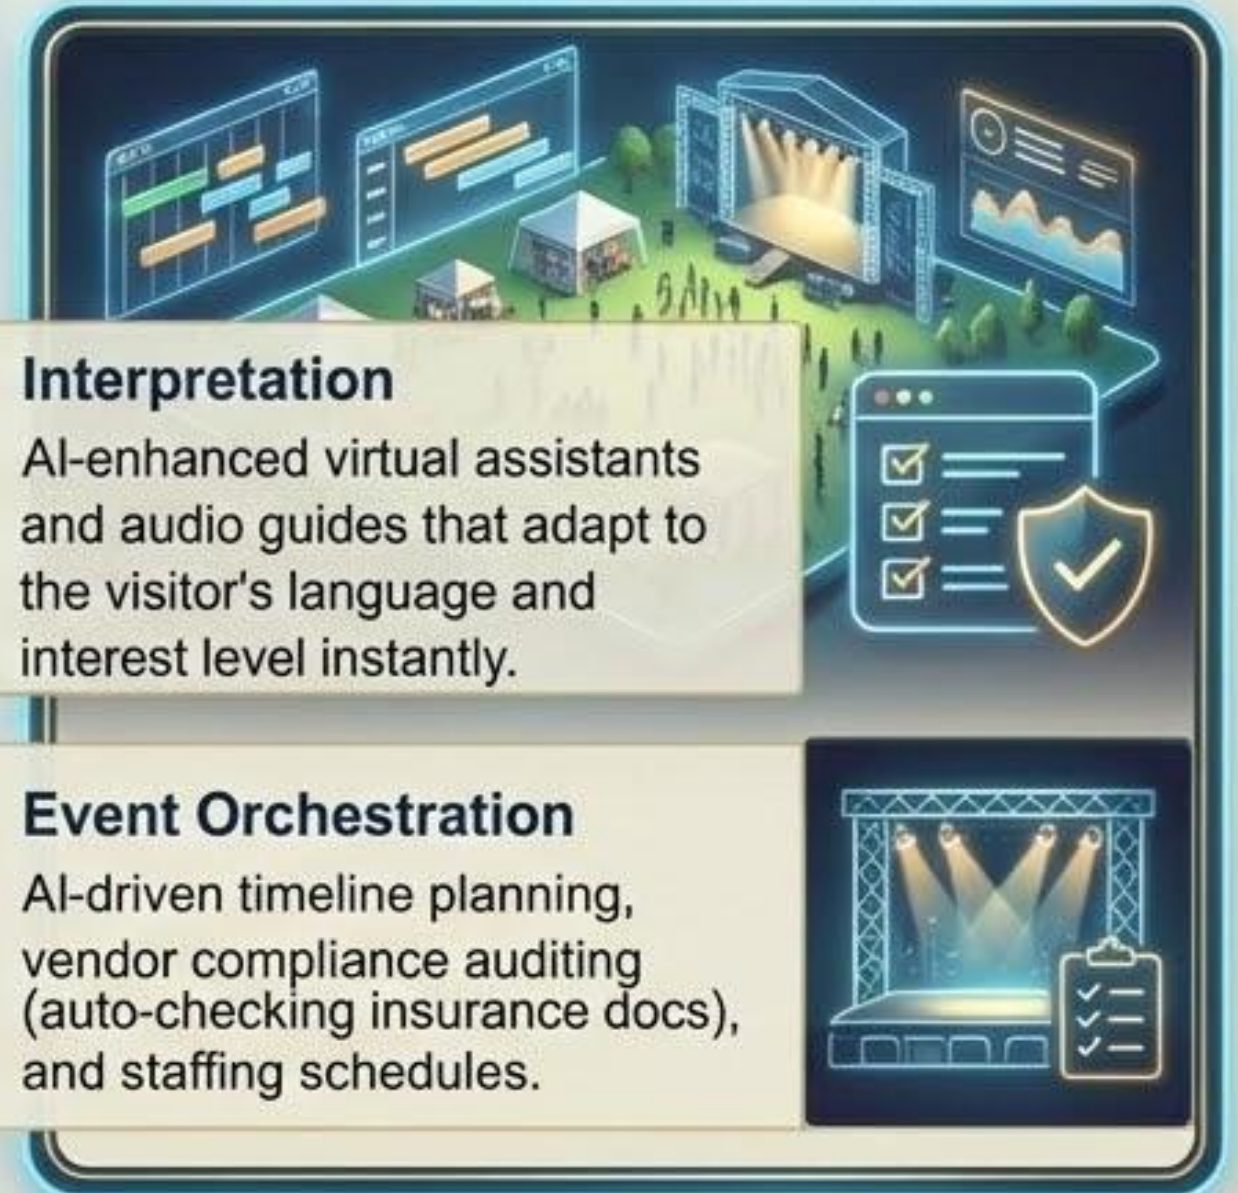 Interpretation
AI-enhanced virtual assistants
and audio guides that adapt to
the visitor's language and
interest level instantly.
Event Orchestration
AI-driven timeline planning,
vendor compliance auditing
(auto-checking insurance docs),
and staffing schedules.